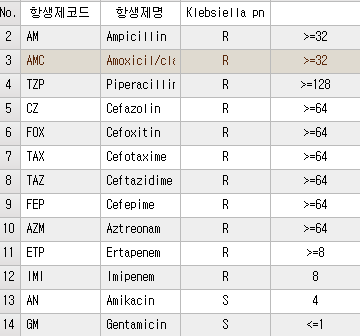 No. 항생제코드 항생제명 Klebsiella pn
2 AM Ampicillin R >=32
3 AMC Amoxicil/cla R >=32
4 TZP Piperacillin R >=128
5 CZ Cefazolin R >=64
6 FOX Cefoxitin R >=64
7 TAX Cefotaxime R >=64
8 TAZ Ceftazidime R >=64
9 FEP Cefepime R >=64
10 AZM Aztreonam R >=64
11 ETP Ertapenem R >=8
12 IMI Imipenem R 8
13 AN Amikacin S 4
14 GM Gentamicin S <=1